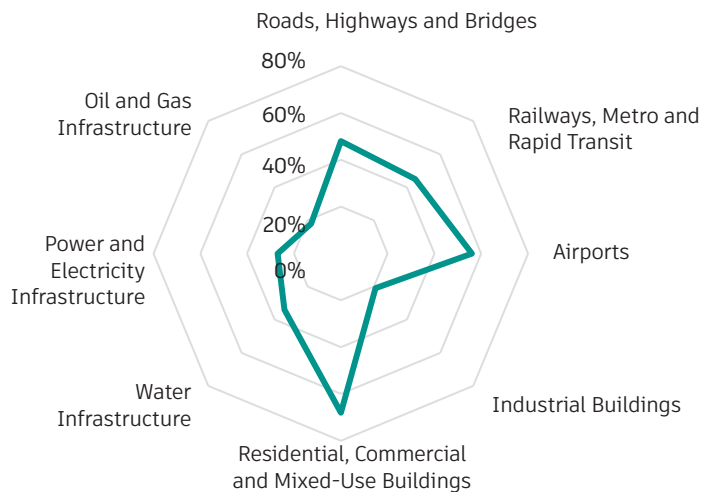 Roads, Highways and Bridges
80%
60%
40%
20%
0%
Railways, Metro and
Rapid Transit
Airports
Industrial Buildings
Residential, Commercial
and Mixed-Use Buildings
Water
Infrastructure
Power and
Electricity
Infrastructure
Oil and Gas
Infrastructure